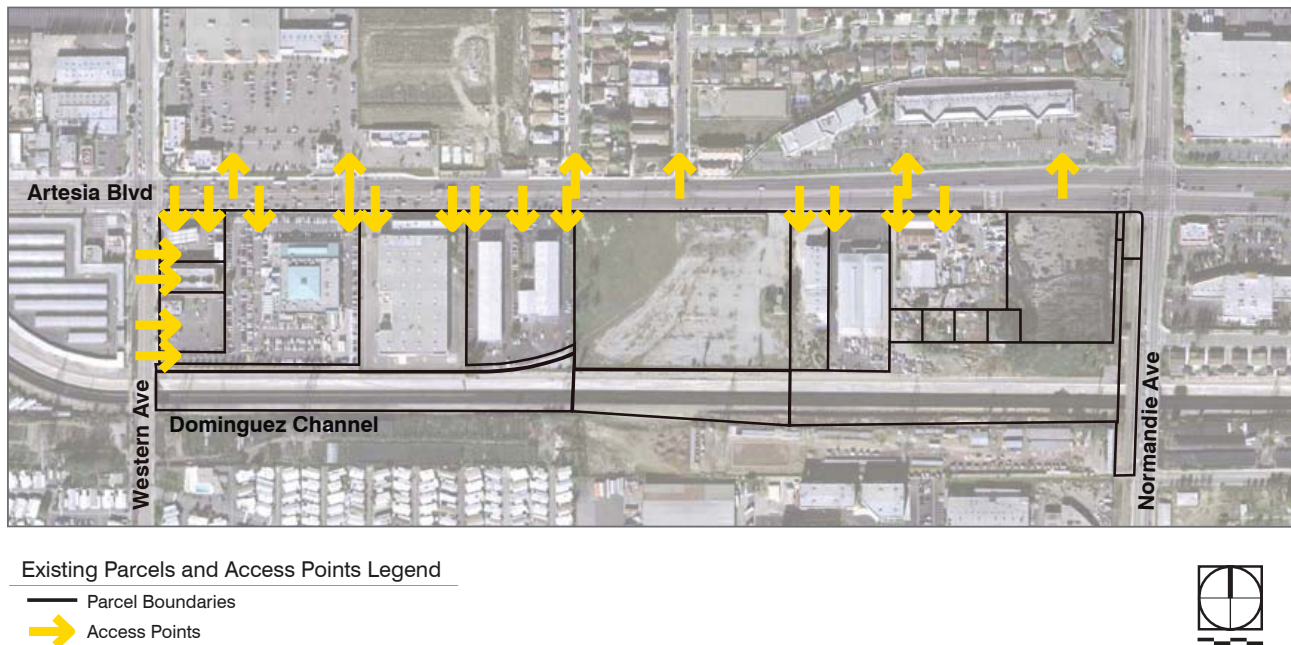 Artesia Blvd
Western Ave
Dominguez Channel
Normandie Ave
Existing Parcels and Access Points Legend
Parcel Boundaries
Access Points